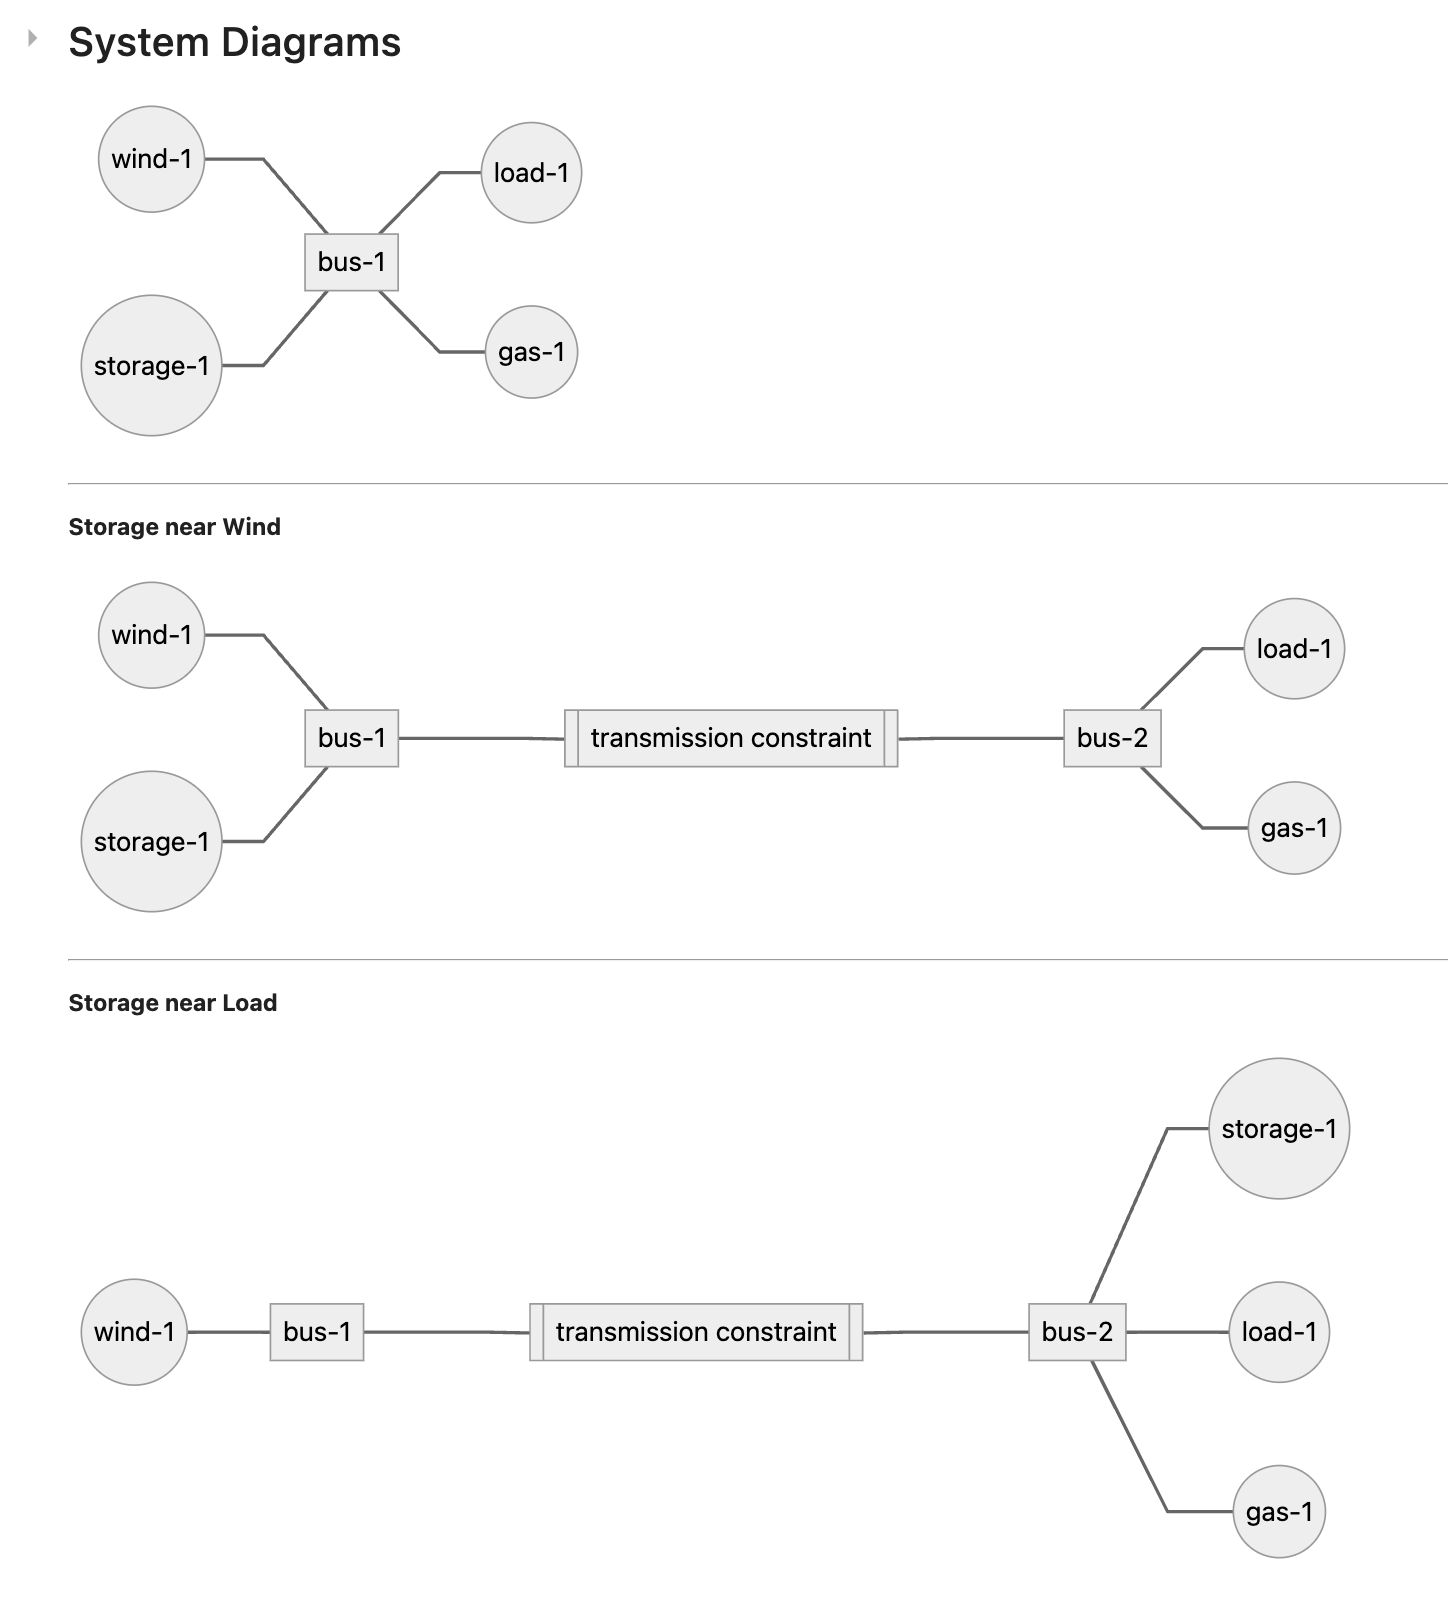 System Diagrams
wind-1
load-1
bus-1
storage-1
gas-1
Storage near Wind
wind-1
load-1
bus-1
transmission constraint
bus-2
storage-1
gas-1
Storage near Load
storage-1
wind-1
bus-1
transmission constraint
bus-2
load-1
gas-1